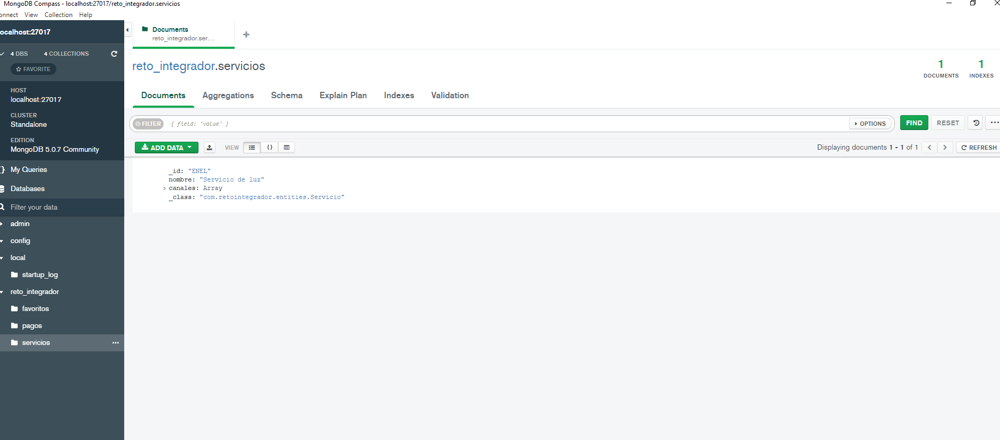 MongoDB Compass - localhost:27017/reto_integrador.servicios
onnect View Collection Help
ocalhost:27017
4 DBS 4 COLLECTIONS
FAVORITE
HOST
localhost:27017
CLUSTER
Standalone
EDITION
MongoDB 5.0.7 Community
{} My Queries
Databases
Filter your data
admin
config
local
startup_log
reto_integrador
favoritos
pagos
servicios
Documents
reto_integrador.ser...
reto_integrador.servicios
1 DOCUMENTS 1 INDEXES
Documents Aggregations Schema Explain Plan Indexes Validation
FILTER { field: 'value' } OPTIONS FIND RESET
ADD DATA VIEW {} Displaying documents 1 - 1 of 1 REFRESH
_id: "ENEL"
nombre: "Servicio de luz"
canales: Array
_class: "com.retointegrador.entities.Servicio"